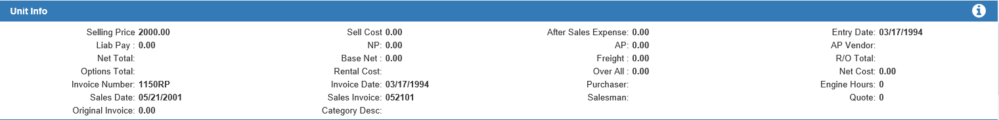 Unit Info
Selling Price 2000.00 Sell Cost 0.00 After Sales Expense: 0.00 Entry Date: 03/17/1994
Liab Pay : 0.00 NP: 0.00 AP: 0.00 AP Vendor:
Net Total: Base Net : 0.00 Freight : 0.00 R/O Total:
Options Total: Rental Cost: Over All : 0.00 Net Cost: 0.00
Invoice Number: 1150RP Invoice Date: 03/17/1994 Purchaser: Engine Hours: 0
Sales Date: 05/21/2001 Sales Invoice: 052101 Salesman: Quote: 0
Original Invoice: 0.00 Category Desc: